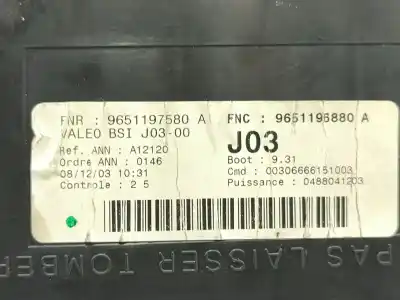 FNR : 9651197580 A
FNC : 9651196880 A
VALEO BSI J03-00
J03
Ref. ANN : A12120
Boot : 9.31
Ordre ANN : 0146
Cmd : 00306666151003
08/12/03 10:31
Puissance : 0488041203
Controle : 2 5
PAS LAISSER TOMBER